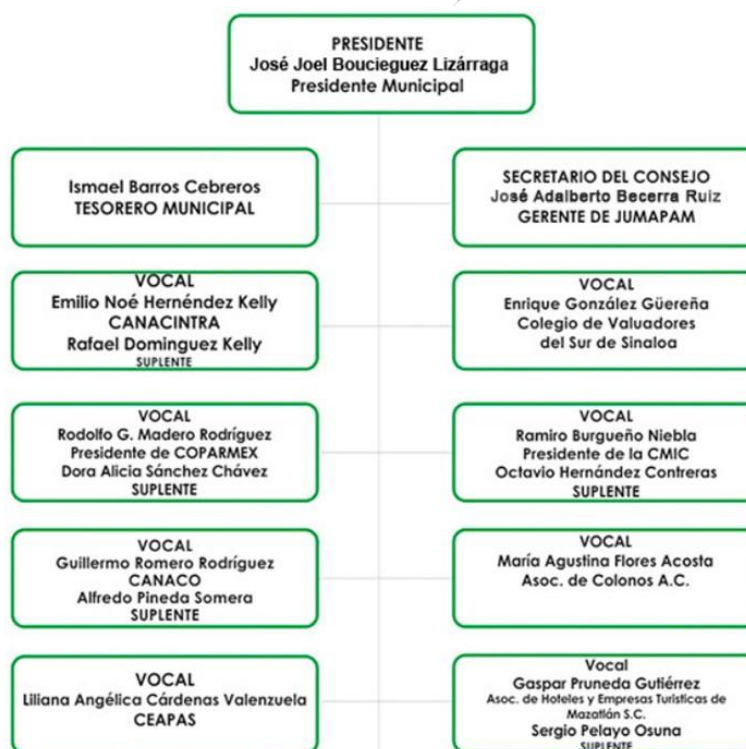 PRESIDENTE
José Joel Boucieguez Lizárraga
Presidente Municipal
Ismael Barros Cebreros
TESORERO MUNICIPAL
SECRETARIO DEL CONSEJO
José Adalberto Becerra Ruiz
GERENTE DE JUMAPAM
VOCAL
Emilio Noé Hernéndez Kelly
CANACINTRA
Rafael Dominguez Kelly
SUPLENTE
VOCAL
Enrique González Güereña
Colegio de Valuadores
del Sur de Sinaloa
VOCAL
Rodolfo G. Madero Rodríguez
Presidente de COPARMEX
Dora Alicia Sánchez Chávez
SUPLENTE
VOCAL
Ramiro Burgueño Niebla
Presidente de la CMIC
Octavio Hernández Contreras
SUPLENTE
VOCAL
Guillermo Romero Rodríguez
CANACO
Alfredo Pineda Somera
SUPLENTE
VOCAL
María Agustina Flores Acosta
Asoc. de Colonos A.C.
VOCAL
Liliana Angélica Cárdenas Valenzuela
CEAPAS
Vocal
Gaspar Pruneda Gutiérrez
Asoc. de Hoteles y Empresas Turísticas de
Mazatlán S.C.
Sergio Pelayo Osuna
SUPLENTE